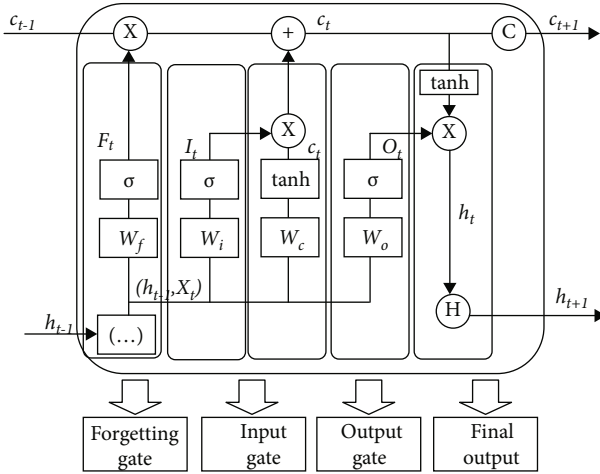 c_{t-1} X + c_t C c_{t+1}
tanh
F_t I_t X c_t O_t X
σ σ tanh σ
h_t
W_f W_i W_c W_o
(h_{t-1},X_t)
h_{t-1} (…) H h_{t+1}
Forgetting gate
Input gate
Output gate
Final output